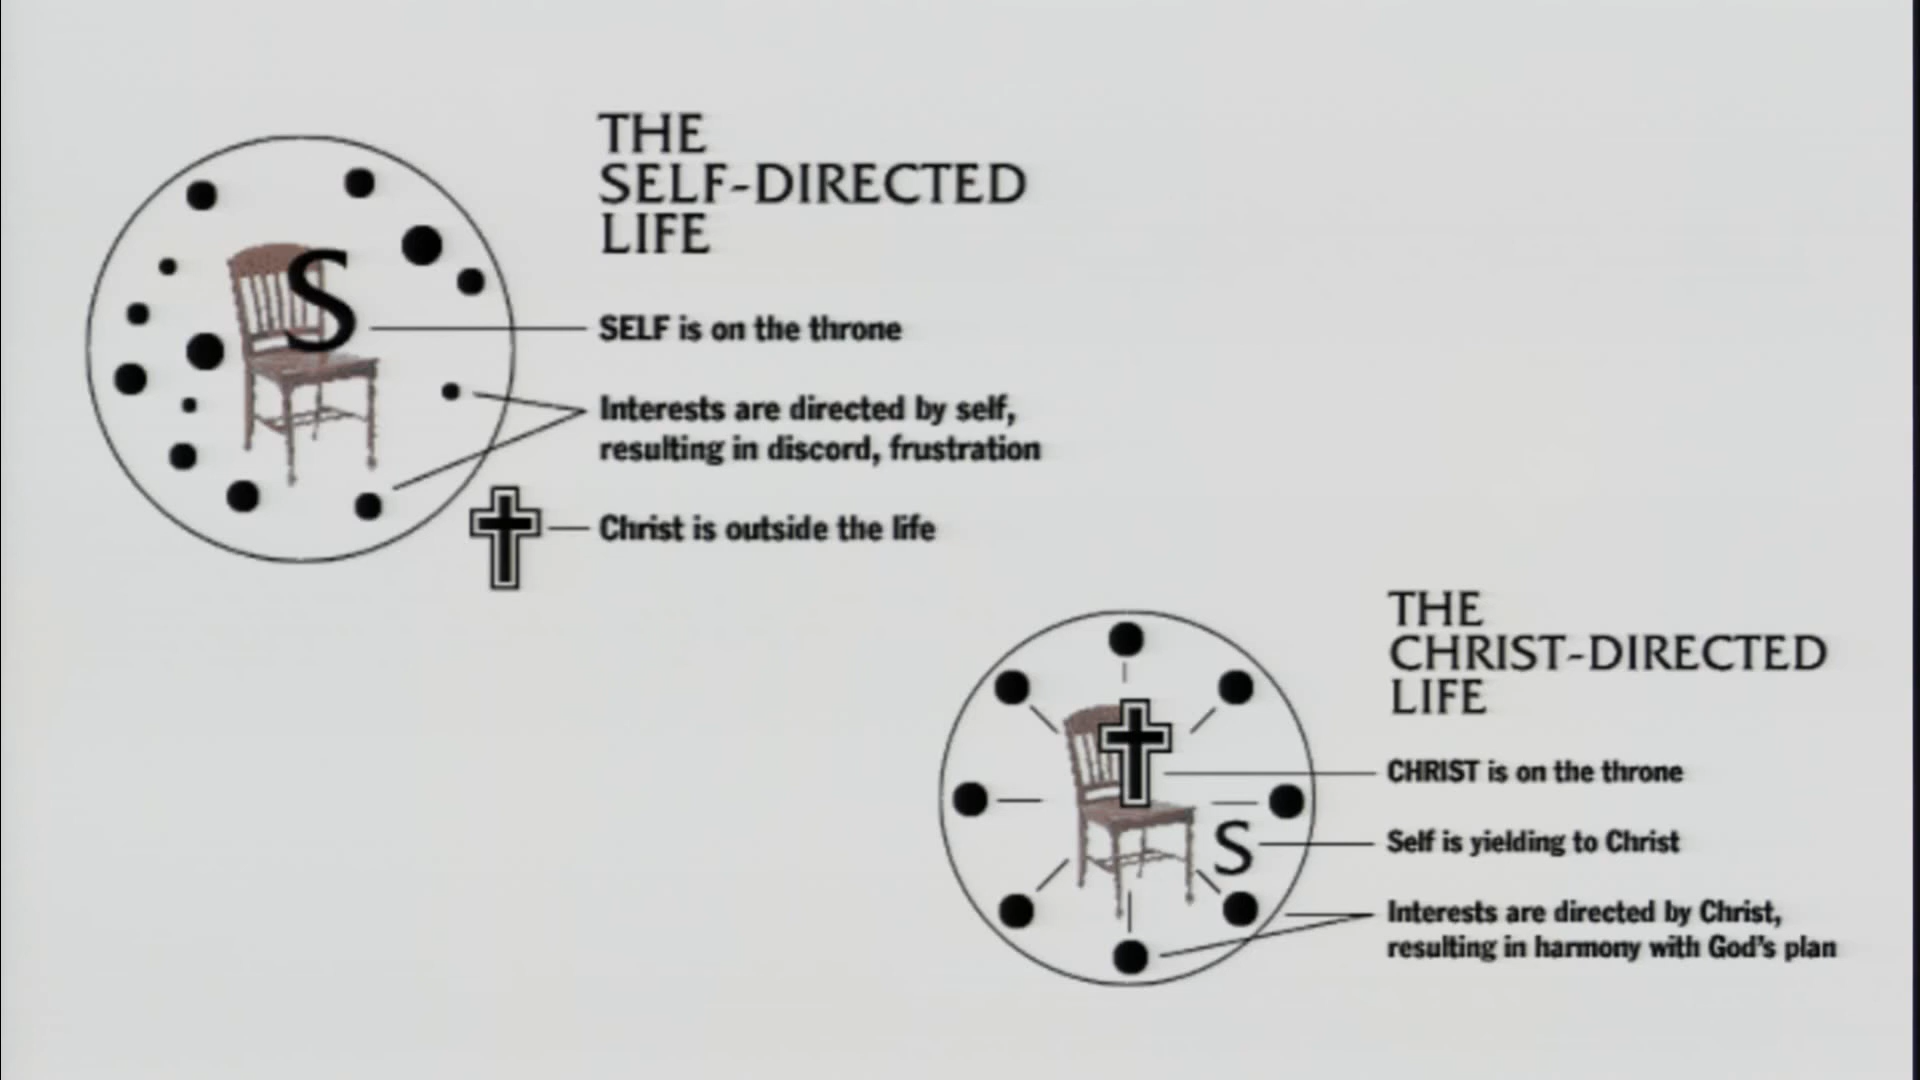 THE
SELF-DIRECTED
LIFE
S
SELF is on the throne
Interests are directed by self,
resulting in discord, frustration
Christ is outside the life
THE
CHRIST-DIRECTED
LIFE
CHRIST is on the throne
S
Self is yielding to Christ
Interests are directed by Christ,
resulting in harmony with God's plan